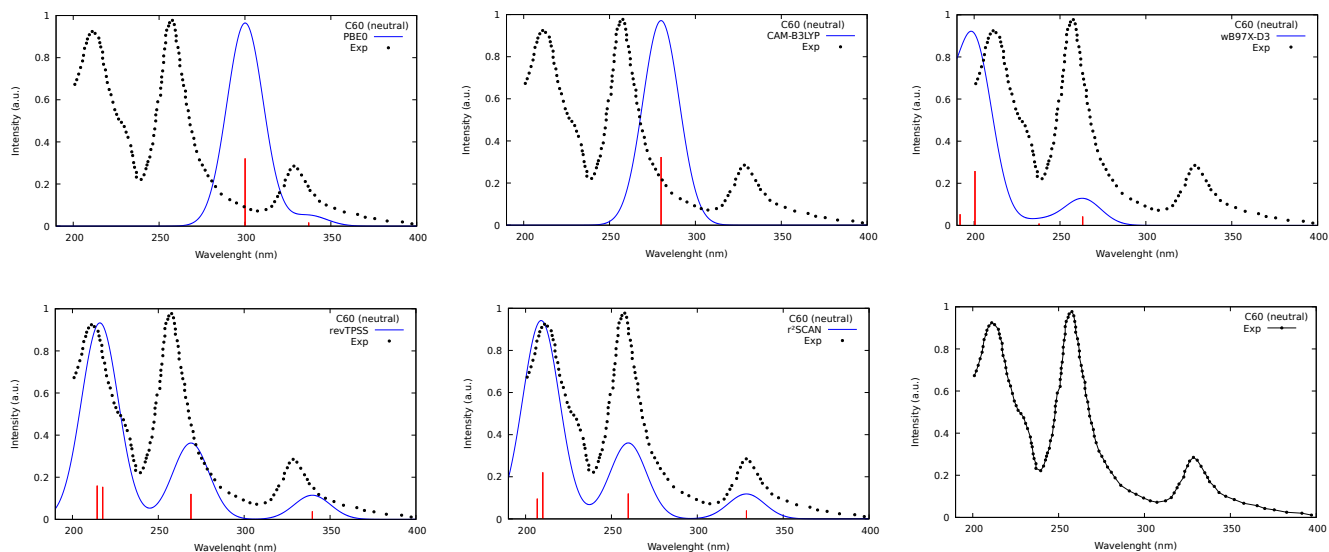 C60 (neutral)
PBE0
Exp
Intensity (a.u.)
1
0.8
0.6
0.4
0.2
0
200 250 300 350 400
Wavelenght (nm)
C60 (neutral)
CAM-B3LYP
Exp
Intensity (a.u.)
1
0.8
0.6
0.4
0.2
0
200 250 300 350 400
Wavelenght (nm)
C60 (neutral)
wB97X-D3
Exp
Intensity (a.u.)
1
0.8
0.6
0.4
0.2
0
200 250 300 350 400
Wavelenght (nm)
C60 (neutral)
revTPSS
Exp
Intensity (a.u.)
1
0.8
0.6
0.4
0.2
0
200 250 300 350 400
Wavelenght (nm)
C60 (neutral)
r²SCAN
Exp
Intensity (a.u.)
1
0.8
0.6
0.4
0.2
0
200 250 300 350 400
Wavelenght (nm)
C60 (neutral)
Exp
Intensity (a.u.)
1
0.8
0.6
0.4
0.2
0
200 250 300 350 400
Wavelenght (nm)